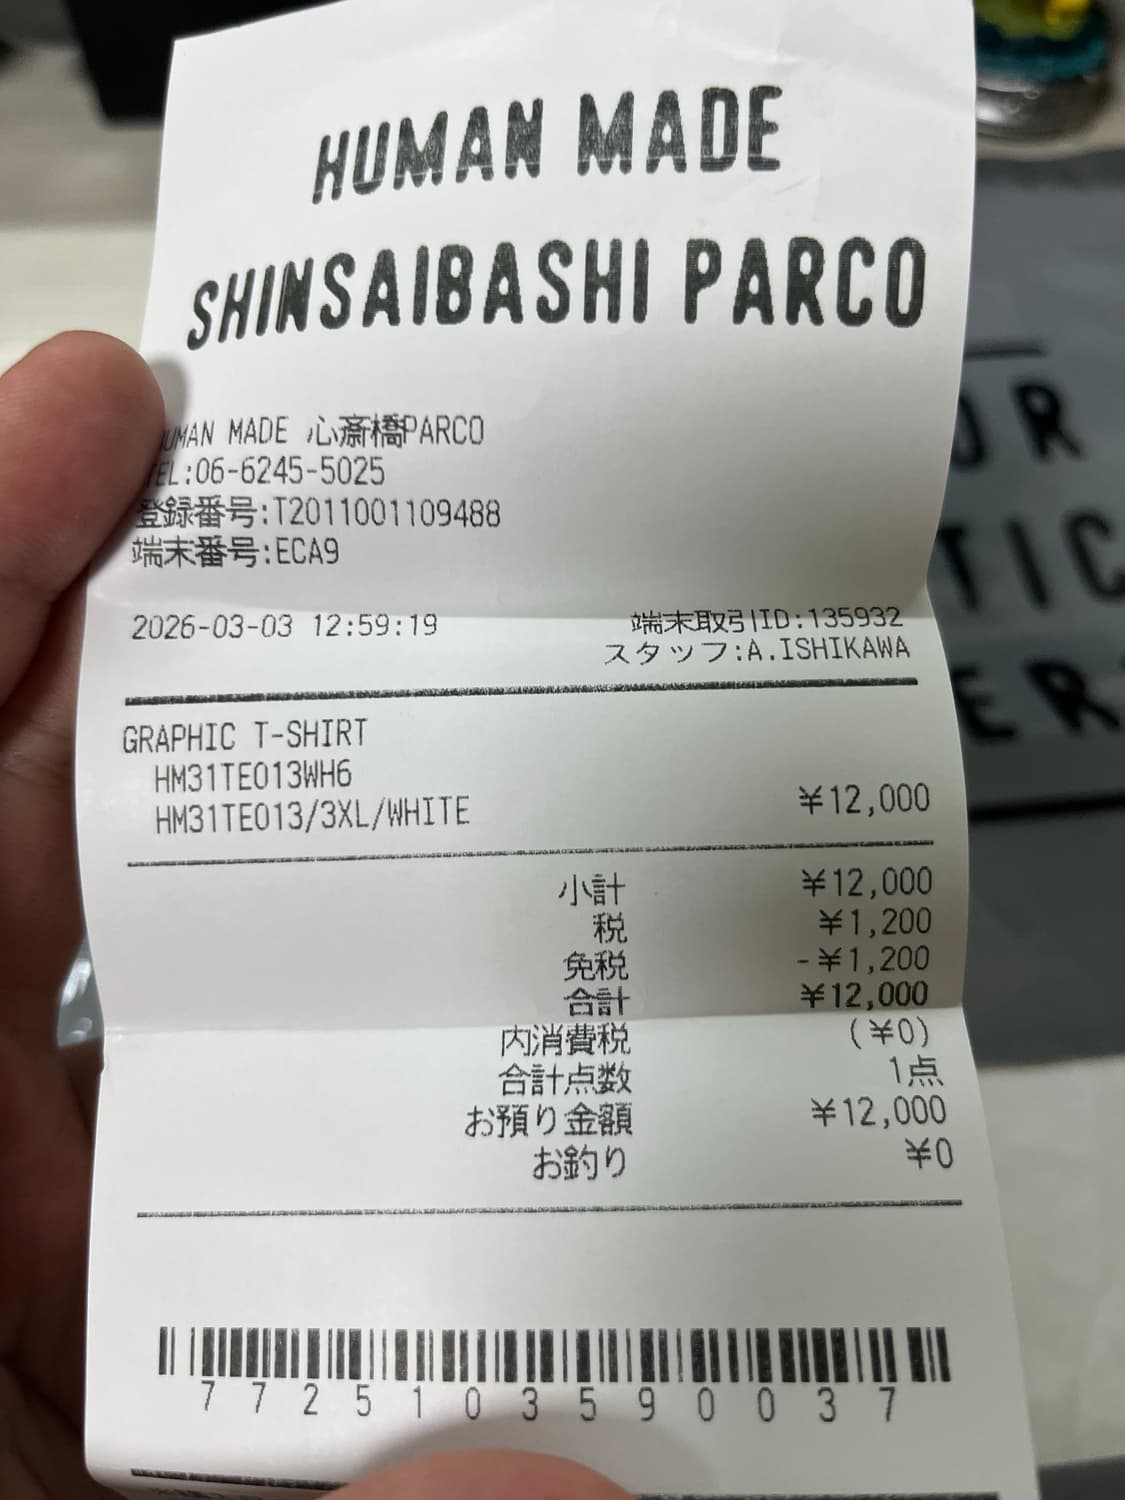 HUMAN MADE
SHINSAIBASHI PARCO
HUMAN MADE 心斎橋PARCO
TEL:06-6245-5025
登録番号:T2011001109488
端末番号:ECA9
2026-03-03 12:59:19 端末取引ID:135932
スタッフ:A.ISHIKAWA
GRAPHIC T-SHIRT
HM31TE013WH6
HM31TE013/3XL/WHITE ¥12,000
小計 ¥12,000
税 ¥1,200
免税 -¥1,200
合計 ¥12,000
内消費税 (¥0)
合計点数 1点
お預り金額 ¥12,000
お釣り ¥0
7725103590037